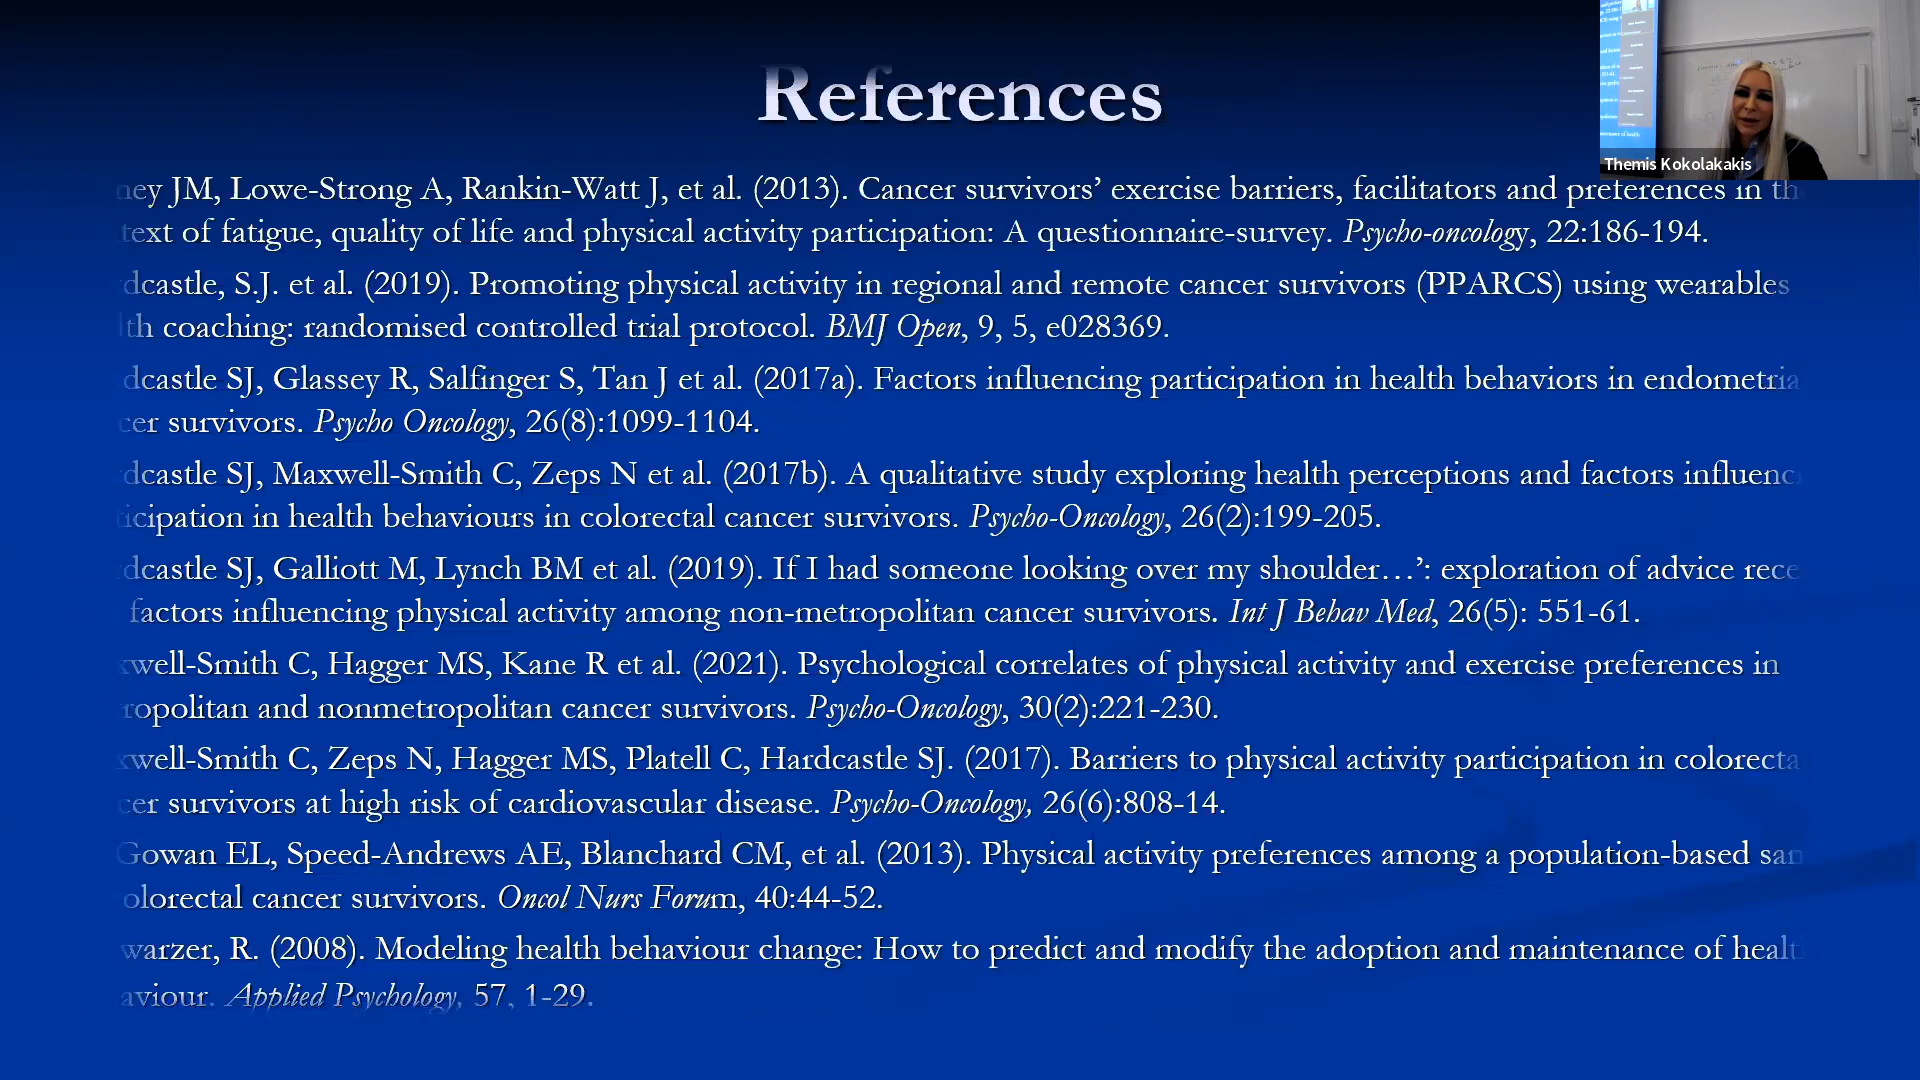 References
Themis Kokolakakis
ney JM, Lowe-Strong A, Rankin-Watt J, et al. (2013). Cancer survivors’ exercise barriers, facilitators and preferences in th
text of fatigue, quality of life and physical activity participation: A questionnaire-survey. Psycho-oncology, 22:186-194.
rdcastle, S.J. et al. (2019). Promoting physical activity in regional and remote cancer survivors (PPARCS) using wearables
lth coaching: randomised controlled trial protocol. BMJ Open, 9, 5, e028369.
dcastle SJ, Glassey R, Salfinger S, Tan J et al. (2017a). Factors influencing participation in health behaviors in endometria
cer survivors. Psycho Oncology, 26(8):1099-1104.
rdcastle SJ, Maxwell-Smith C, Zeps N et al. (2017b). A qualitative study exploring health perceptions and factors influenc
ticipation in health behaviours in colorectal cancer survivors. Psycho-Oncology, 26(2):199-205.
rdcastle SJ, Galliott M, Lynch BM et al. (2019). If I had someone looking over my shoulder…’: exploration of advice rece
factors influencing physical activity among non-metropolitan cancer survivors. Int J Behav Med, 26(5): 551-61.
xwell-Smith C, Hagger MS, Kane R et al. (2021). Psychological correlates of physical activity and exercise preferences in
ropolitan and nonmetropolitan cancer survivors. Psycho-Oncology, 30(2):221-230.
xwell-Smith C, Zeps N, Hagger MS, Platell C, Hardcastle SJ. (2017). Barriers to physical activity participation in colorecta
cer survivors at high risk of cardiovascular disease. Psycho-Oncology, 26(6):808-14.
Gowan EL, Speed-Andrews AE, Blanchard CM, et al. (2013). Physical activity preferences among a population-based sam
olorectal cancer survivors. Oncol Nurs Forum, 40:44-52.
warzer, R. (2008). Modeling health behaviour change: How to predict and modify the adoption and maintenance of healt
aviour. Applied Psychology, 57, 1-29.